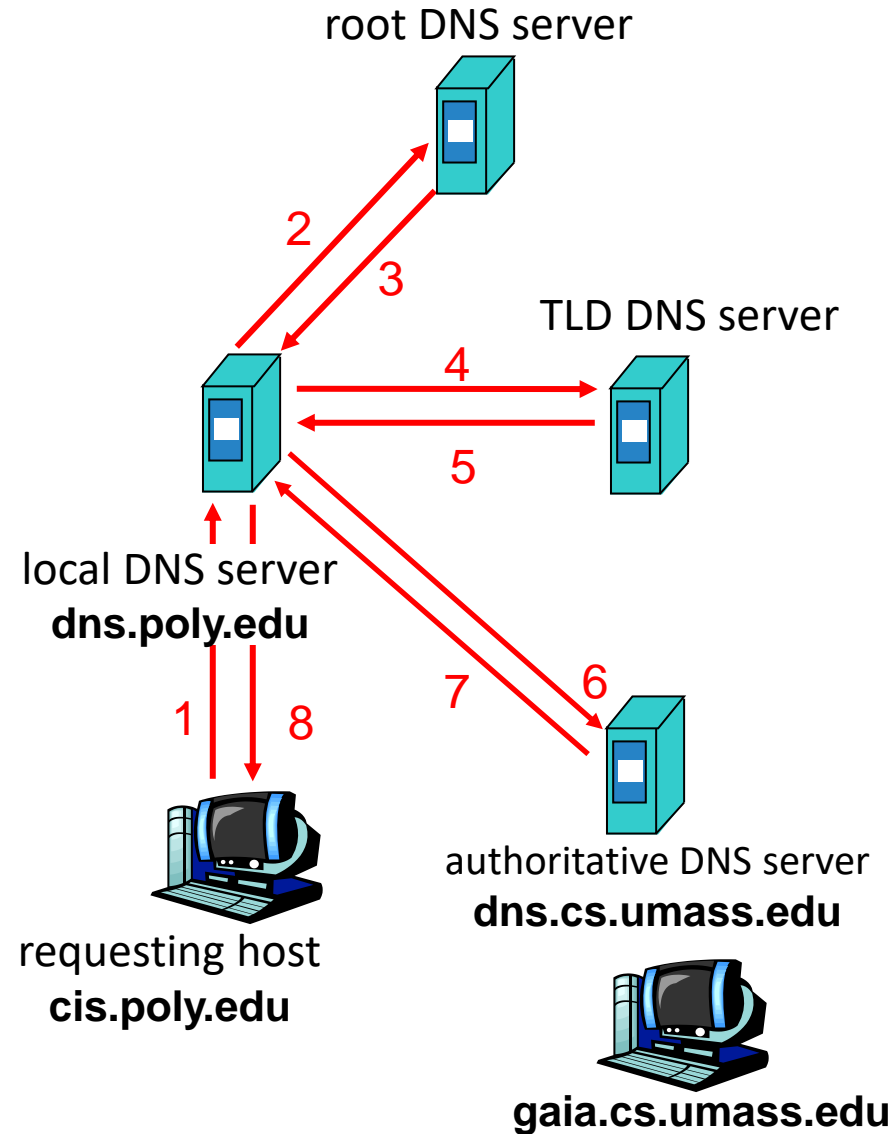 root DNS server
2
3
TLD DNS server
4
5
local DNS server
dns.poly.edu
1
8
7
6
requesting host
cis.poly.edu
authoritative DNS server
dns.cs.umass.edu
gaia.cs.umass.edu